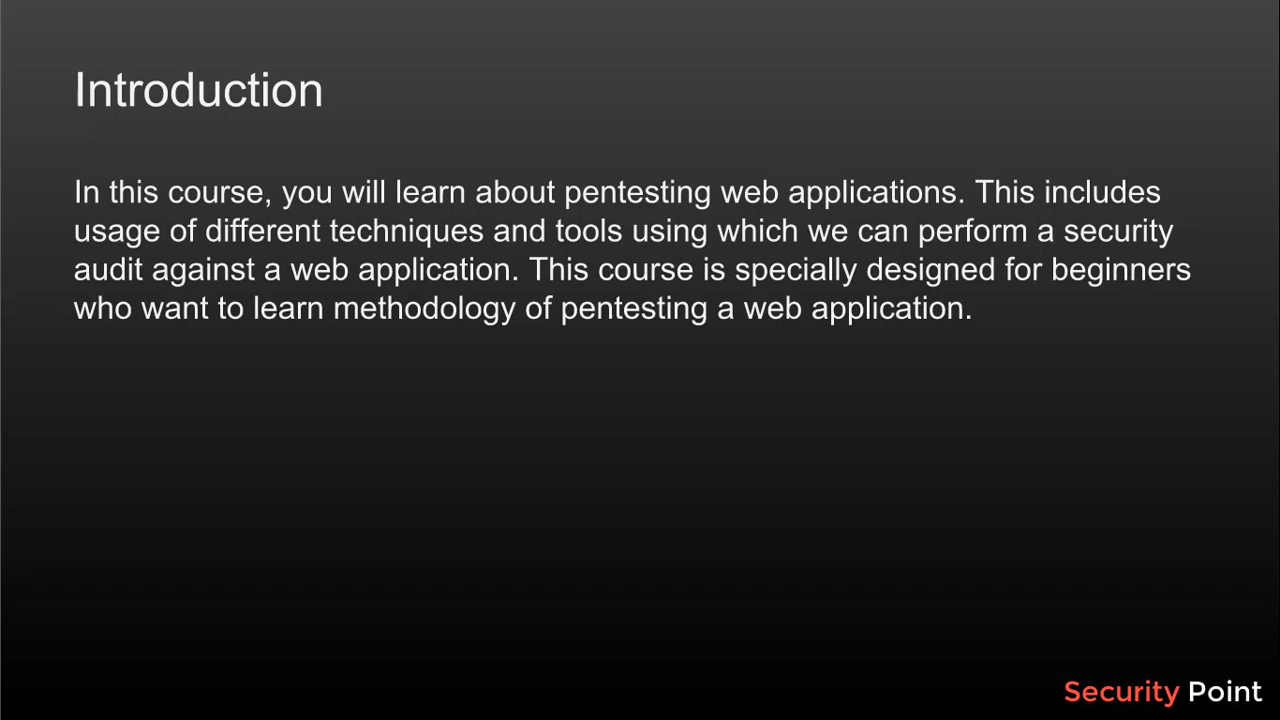 Introduction
In this course, you will learn about pentesting web applications. This includes
usage of different techniques and tools using which we can perform a security
audit against a web application. This course is specially designed for beginners
who want to learn methodology of pentesting a web application.
Security Point